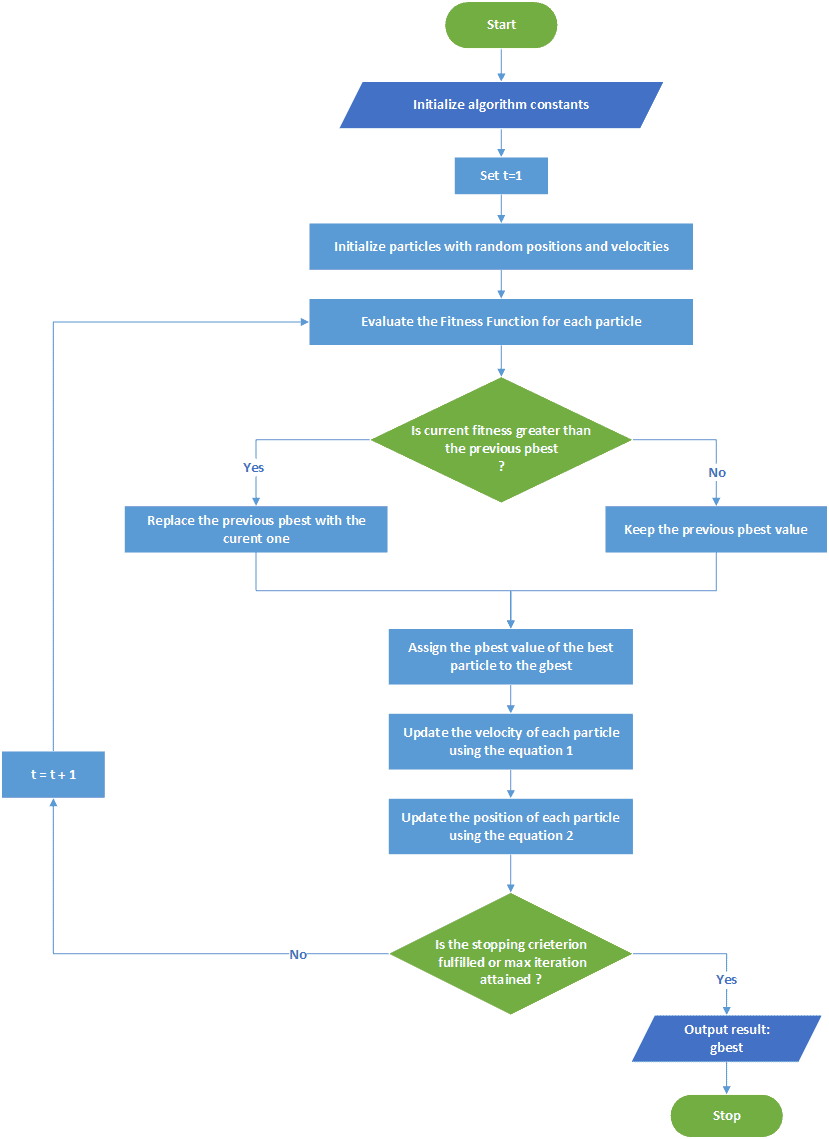 Start
Initialize algorithm constants
Set t=1
Initialize particles with random positions and velocities
Evaluate the Fitness Function for each particle
Is current fitness greater than
the previous pbest
?
Yes
No
Replace the previous pbest with the
curent one
Keep the previous pbest value
Assign the pbest value of the best
particle to the gbest
Update the velocity of each particle
using the equation 1
t = t + 1
Update the position of each particle
using the equation 2
Is the stopping crieterion
fulfilled or max iteration
attained ?
No
Yes
Output result:
gbest
Stop